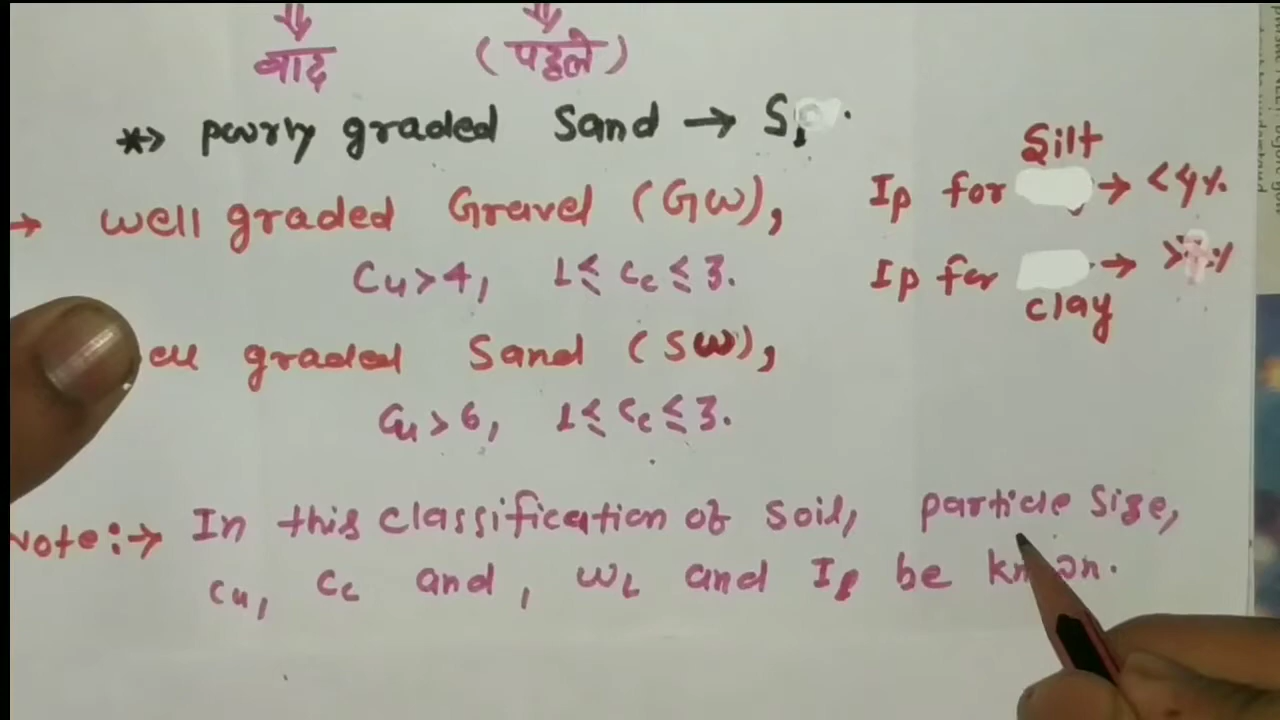 बाद (पहले)
*> poorly graded Sand → S
→ well graded Gravel (GW),
Cu > 4, 1 ≤ Cc ≤ 3.
graded Sand (SW),
Cu > 6, 1 ≤ Cc ≤ 3.
Silt
Ip for → < 4%
Ip for → >
clay
Note:→ In this classification of soil, particle size,
Cu, Cc and, WL and Ip be known.